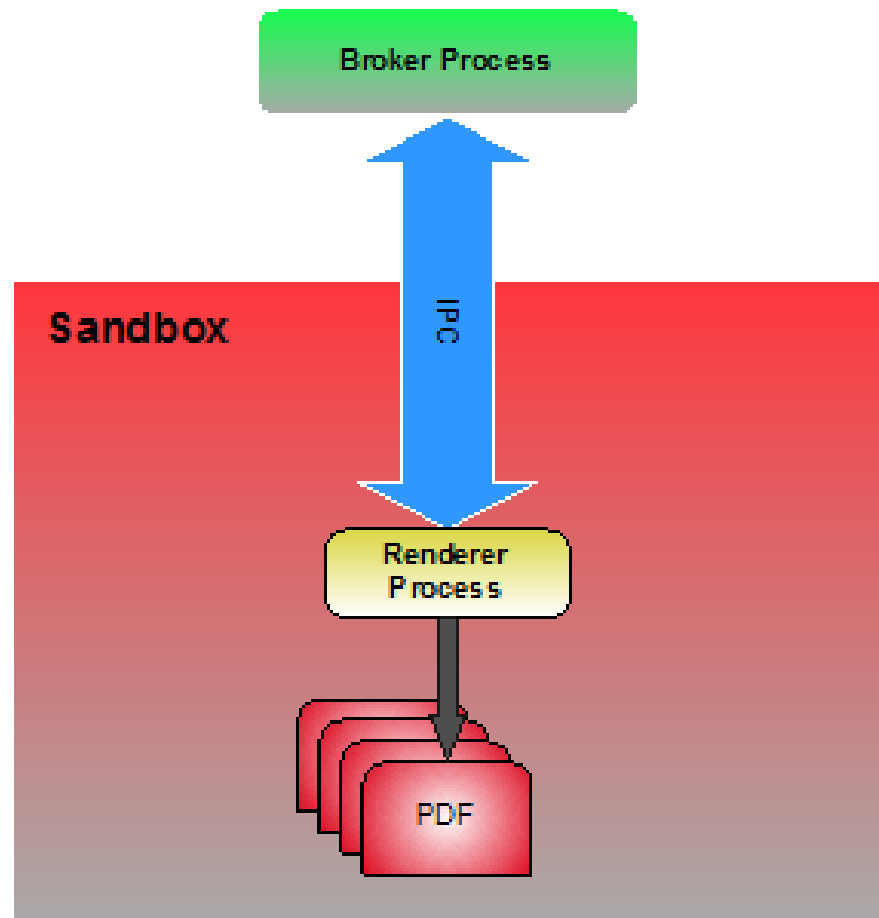 Broker Process
IPC
Sandbox
Renderer
Process
PDF